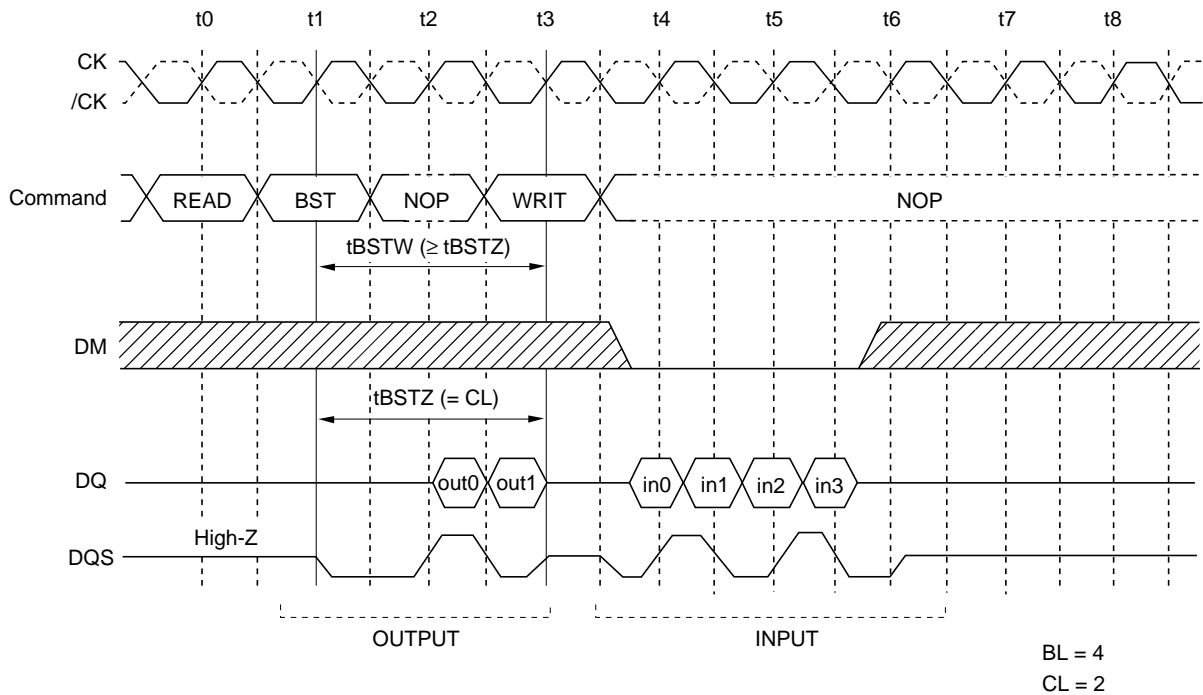 t0 t1 t2 t3 t4 t5 t6 t7 t8
CK
/CK
Command READ BST NOP WRIT NOP
tBSTW (≥ tBSTZ)
DM
tBSTZ (= CL)
DQ out0 out1 in0 in1 in2 in3
High-Z
DQS
OUTPUT INPUT
BL = 4
CL = 2